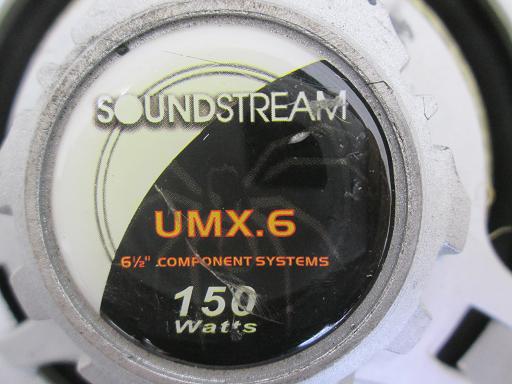 SOUNDSTREAM
UMX.6
6½" .COMPONENT SYSTEMS
150
Watts